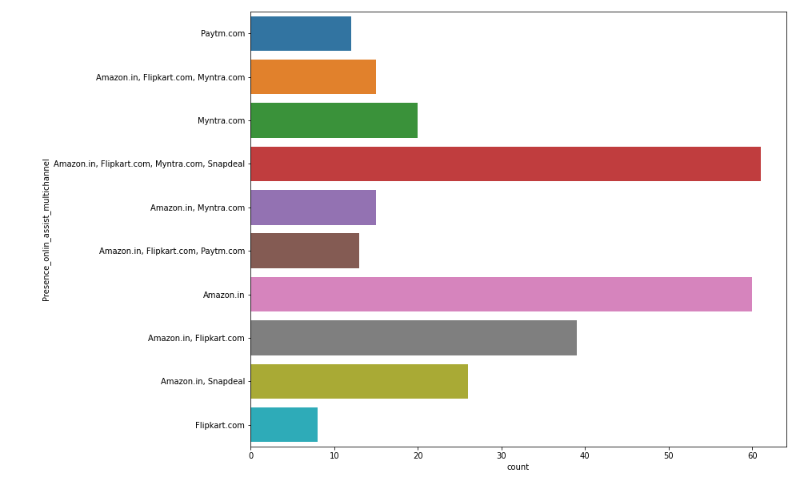 Paytm.com
Amazon.in, Flipkart.com, Myntra.com
Myntra.com
Amazon.in, Flipkart.com, Myntra.com, Snapdeal
Amazon.in, Myntra.com
Amazon.in, Flipkart.com, Paytm.com
Amazon.in
Amazon.in, Flipkart.com
Amazon.in, Snapdeal
Flipkart.com
Presence_onlin_assist_multichannel
0 10 20 30 40 50 60
count